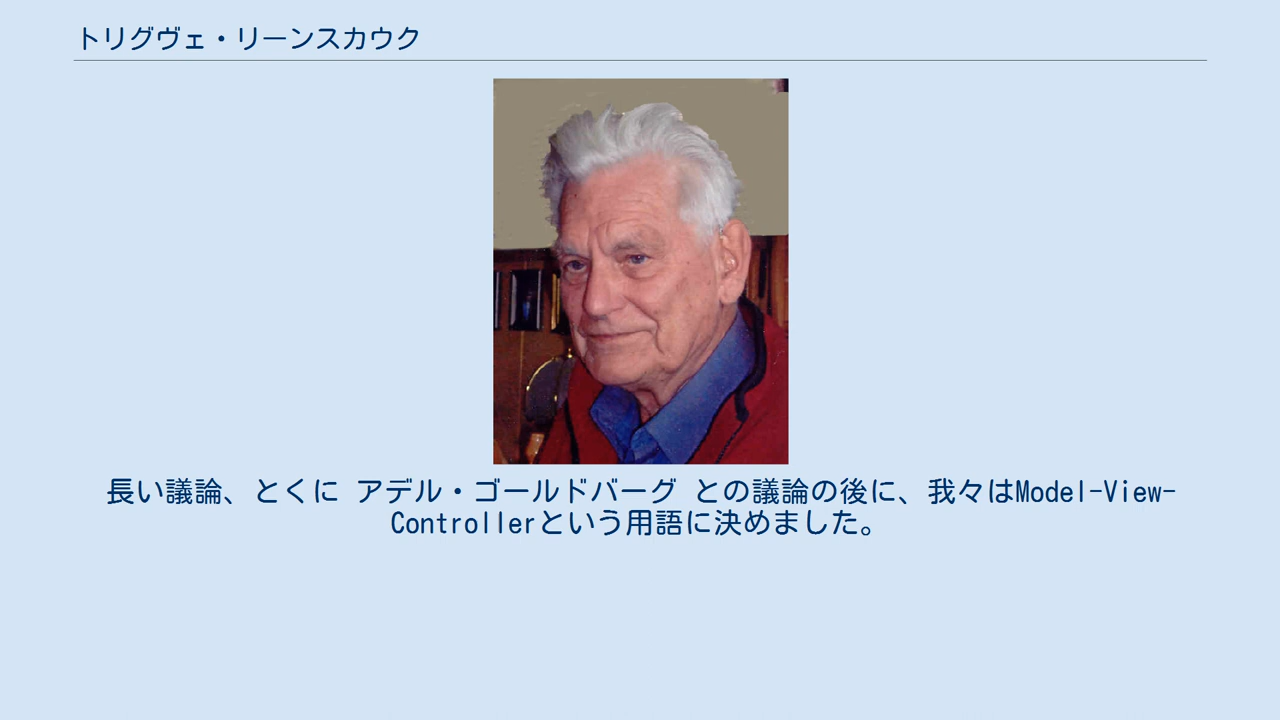 トリグヴェ・リーンスカウク
長い議論、とくに アデル・ゴールドバーグ との議論の後に、我々はModel-View-
Controllerという用語に決めました。